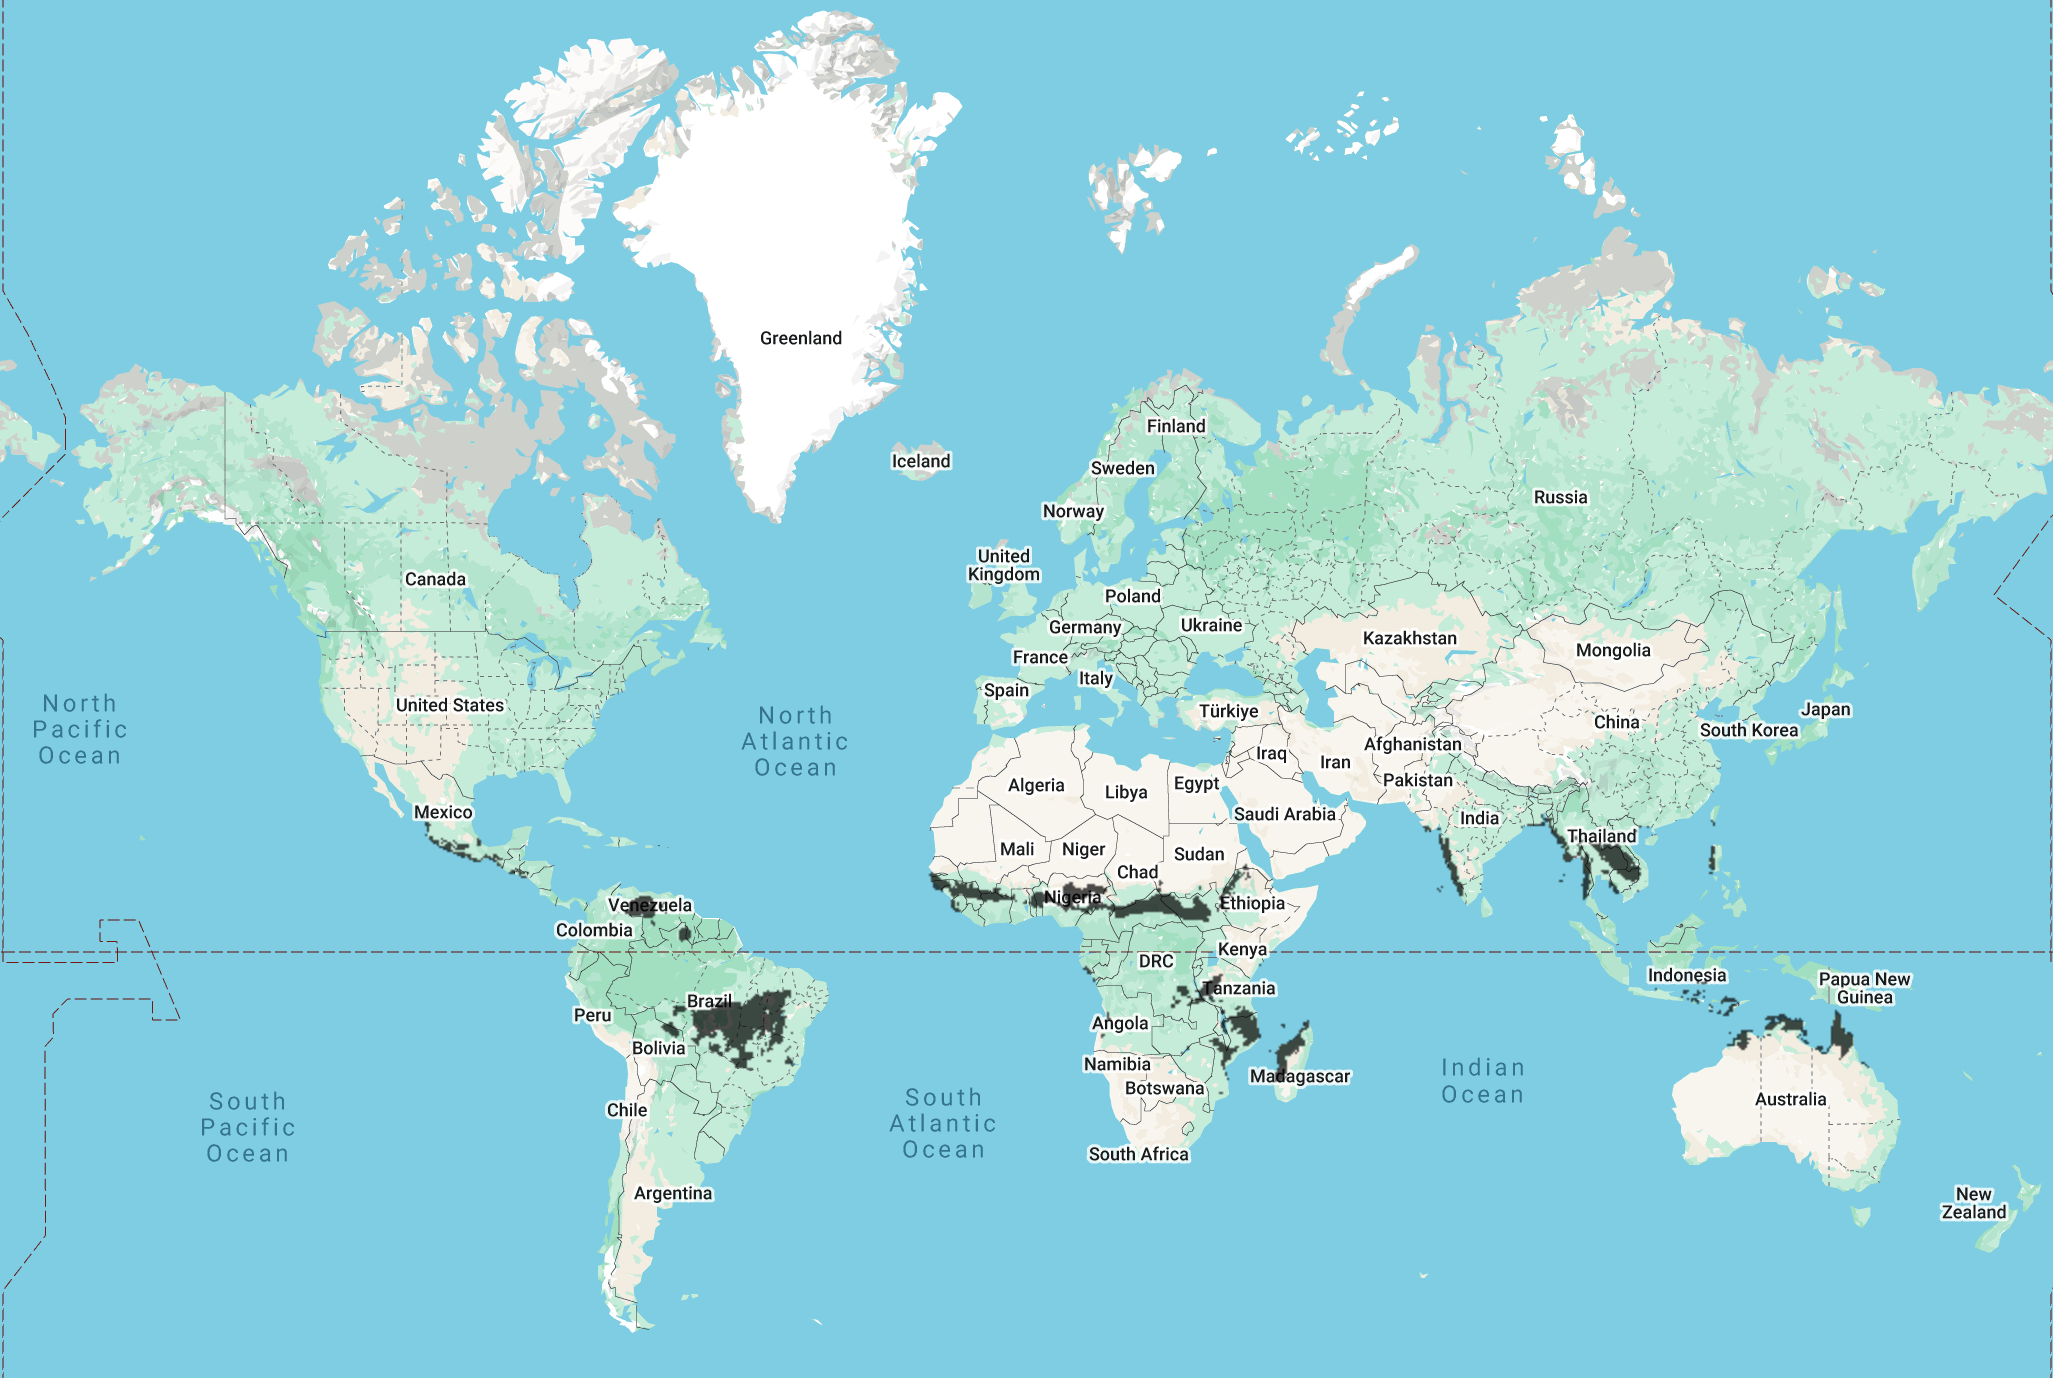 Greenland
Finland
Iceland
Sweden
Russia
Norway
United
Kingdom
Canada
Poland
Germany
Ukraine
Kazakhstan
Mongolia
France
Italy
Spain
United States
North
Pacific
Ocean
North
Atlantic
Ocean
Türkiye
China
Japan
South Korea
Afghanistan
Iraq
Iran
Pakistan
Algeria
Libya
Egypt
Saudi Arabia
Mexico
India
Thailand
Mali
Niger
Sudan
Chad
Nigeria
Ethiopia
Venezuela
Colombia
Kenya
DRC
Indonesia
Papua New
Guinea
Tanzania
Brazil
Peru
Angola
Bolivia
Namibia
Botswana
Madagascar
Indian
Ocean
Australia
Chile
South
Pacific
Ocean
South
Atlantic
Ocean
South Africa
Argentina
New
Zealand